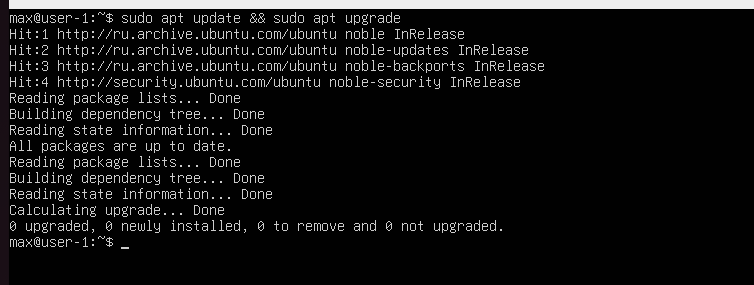 max@user-1:~$ sudo apt update && sudo apt upgrade
Hit:1 http://ru.archive.ubuntu.com/ubuntu noble InRelease
Hit:2 http://ru.archive.ubuntu.com/ubuntu noble-updates InRelease
Hit:3 http://ru.archive.ubuntu.com/ubuntu noble-backports InRelease
Hit:4 http://security.ubuntu.com/ubuntu noble-security InRelease
Reading package lists... Done
Building dependency tree... Done
Reading state information... Done
All packages are up to date.
Reading package lists... Done
Building dependency tree... Done
Reading state information... Done
Calculating upgrade... Done
0 upgraded, 0 newly installed, 0 to remove and 0 not upgraded.
max@user-1:~$ _